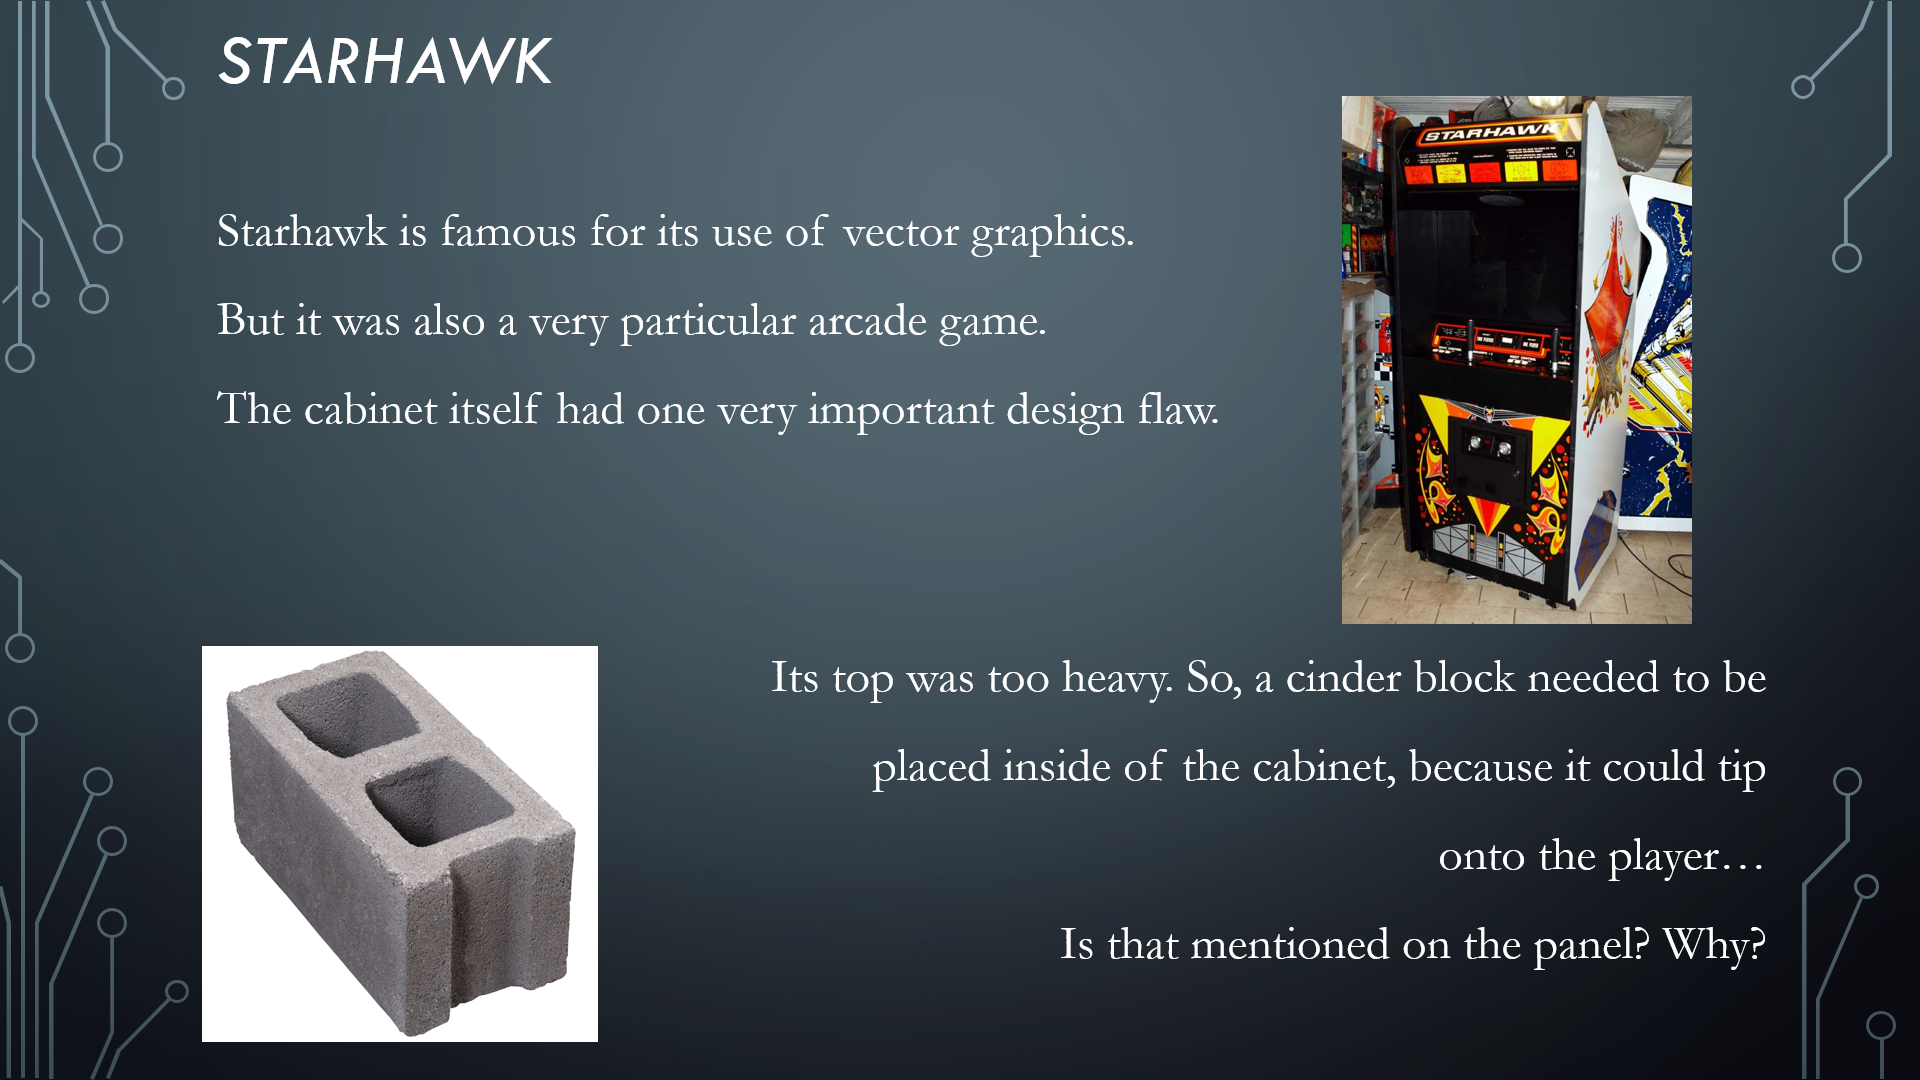 STARHAWK
STARHAWK
Starhawk is famous for its use of vector graphics.
But it was also a very particular arcade game.
The cabinet itself had one very important design flaw.
Its top was too heavy. So, a cinder block needed to be
placed inside of the cabinet, because it could tip
onto the player…
Is that mentioned on the panel? Why?